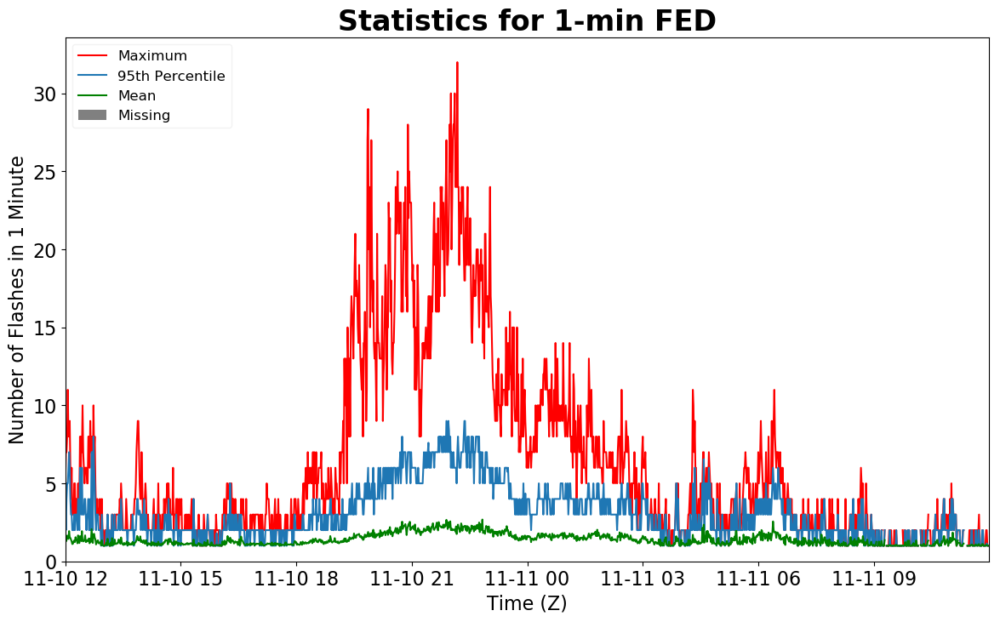 Statistics for 1-min FED
Maximum
95th Percentile
Mean
Missing
Number of Flashes in 1 Minute
30
25
20
15
10
5
0
11-10 12
11-10 15
11-10 18
11-10 21
11-11 00
11-11 03
11-11 06
11-11 09
Time (Z)